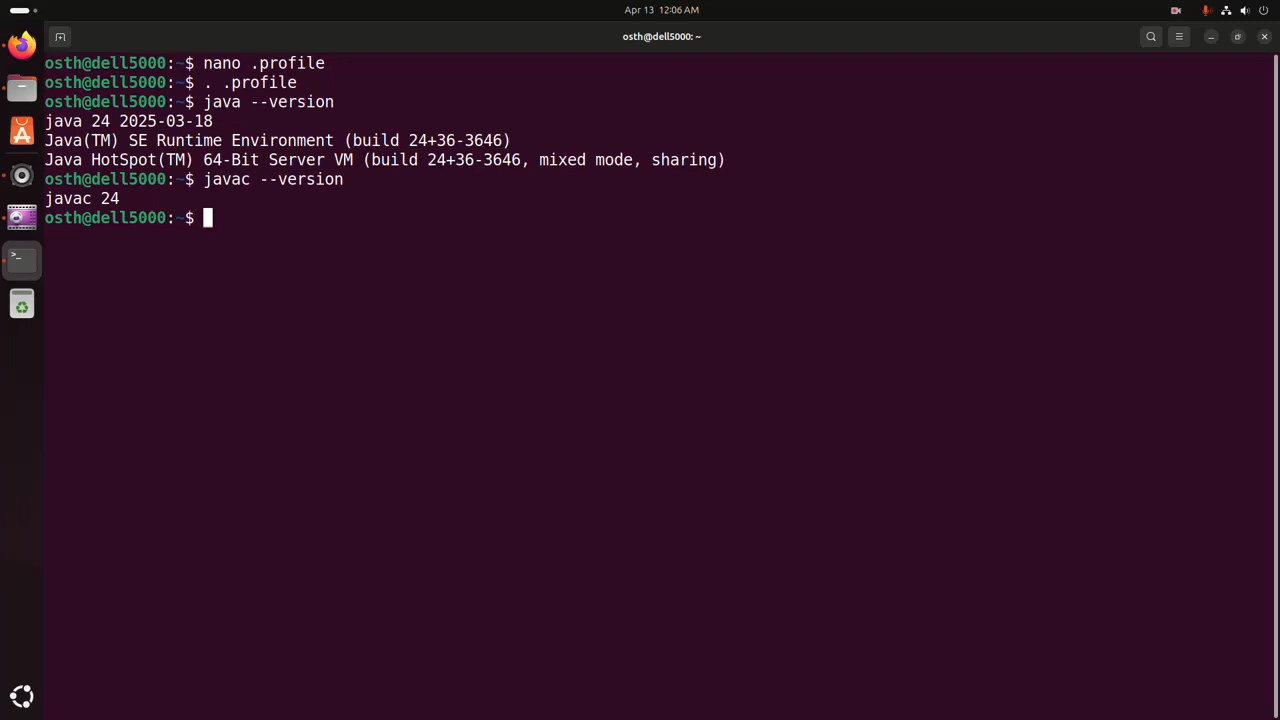 Apr 13 12:06 AM
osth@dell5000: ~
osth@dell5000:~$ nano .profile
osth@dell5000:~$ . .profile
osth@dell5000:~$ java --version
java 24 2025-03-18
Java(TM) SE Runtime Environment (build 24+36-3646)
Java HotSpot(TM) 64-Bit Server VM (build 24+36-3646, mixed mode, sharing)
osth@dell5000:~$ javac --version
javac 24
osth@dell5000:~$